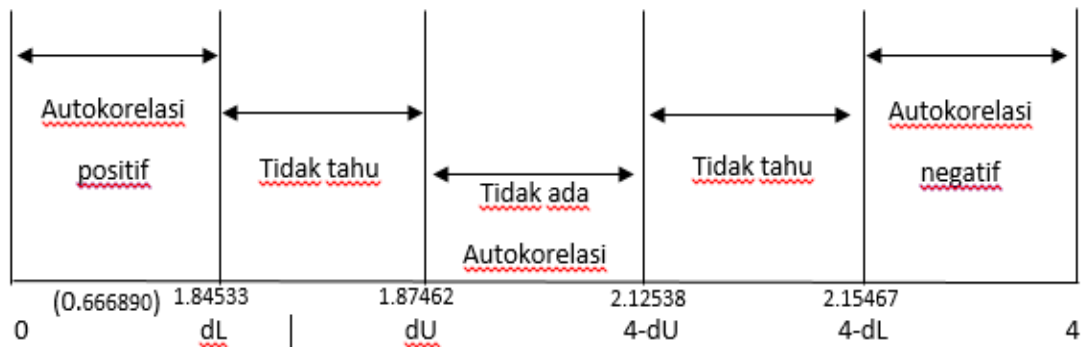 Autokorelasi
positif
Tidak tahu
Tidak ada
Autokorelasi
Tidak tahu
Autokorelasi
negatif
(0.666890) 1.84533 1.87462 2.12538 2.15467
0 dL dU 4-dU 4-dL 4